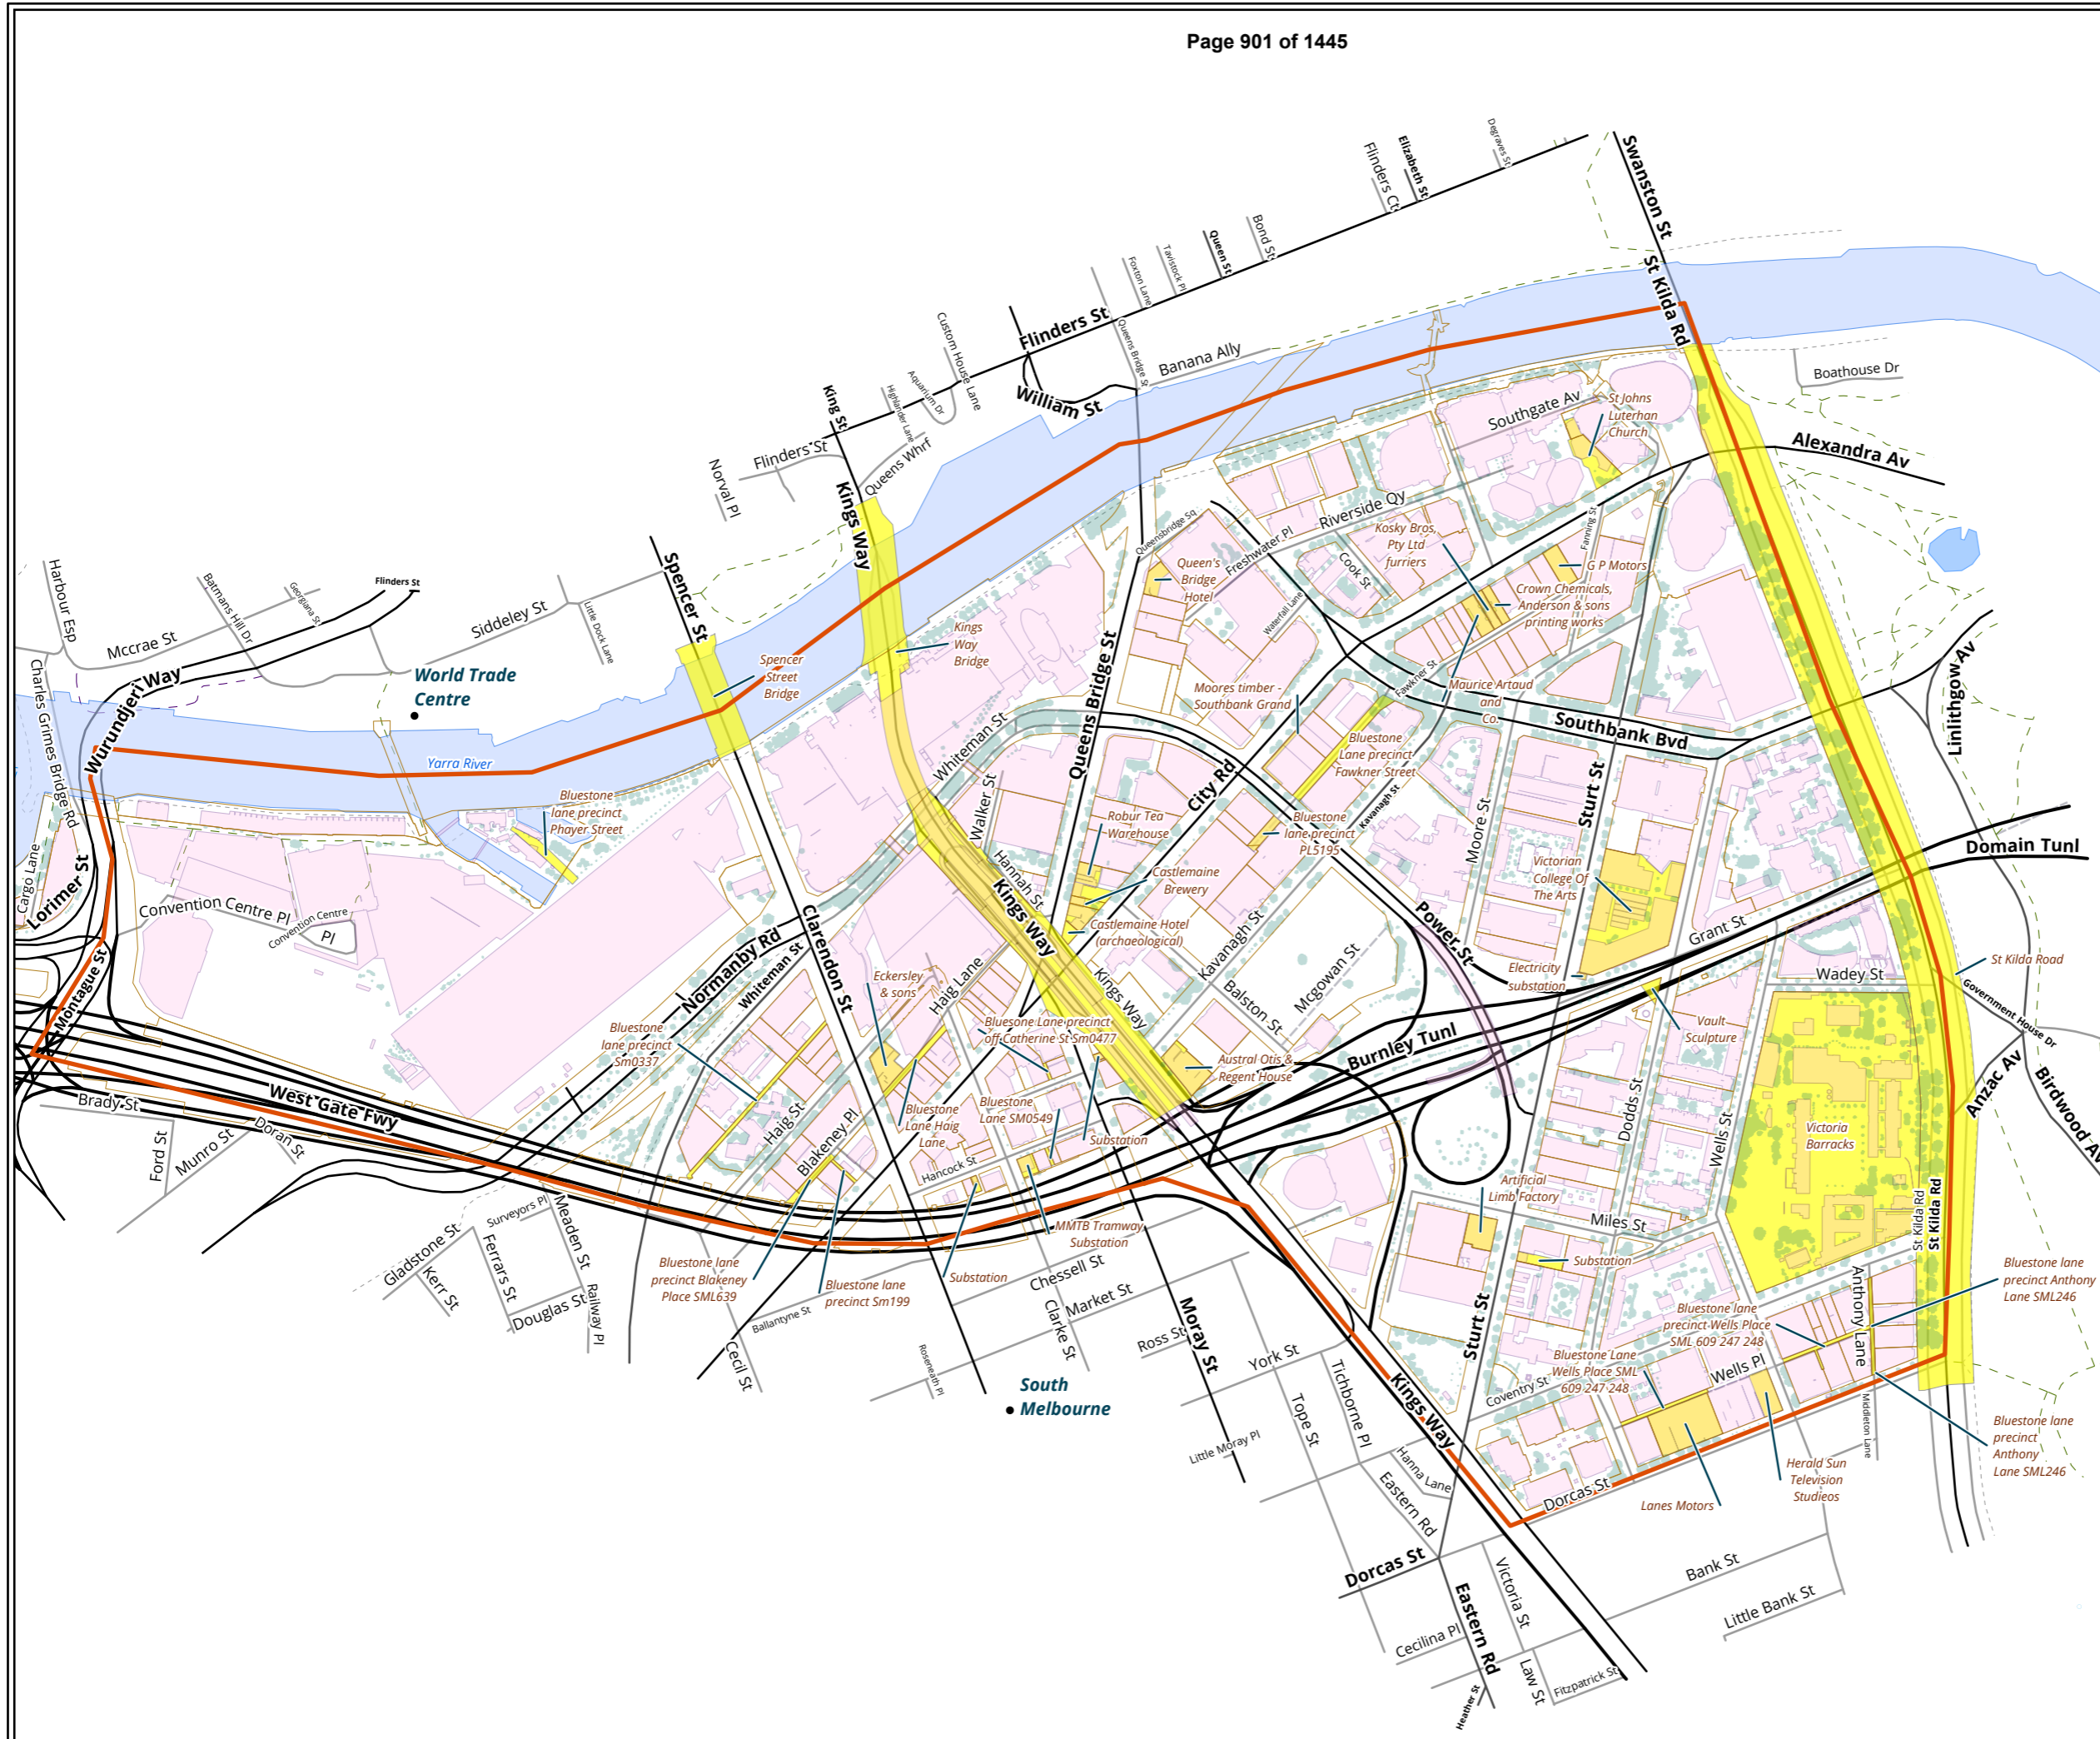 Page 901 of 1445
Swanston St
St Kilda Rd
Degraves St
Elizabeth St
Flinders Ct
Bond St
Queen St
Tavistock Pl
Foxton Lane
Queens Bridge St
Flinders St
Banana Ally
William St
Custom House Lane
Aquarium Dr
Highlander Lane
King St
Flinders St
Queens Whrf
Kings Way
Norval Pl
Spencer St
Boathouse Dr
Alexandra Av
Southgate Av
St Johns
Luterhan
Church
Riverside Qy
Freshwater Pl
Queensbridge Sq
Kosky Bros,
Pty Ltd
furriers
Fanning St
G P Motors
Cook St
Crown Chemicals,
Anderson & sons
printing works
Queen's
Bridge
Hotel
Waterfall Lane
Harbour Esp
Batmans Hill Dr
Georgiana St
Flinders St
Mccrae St
Siddeley St
Little Dock Lane
Wurundjeri Way
World Trade
Centre
Charles Grimes Bridge Rd
Yarra River
Spencer
Street
Bridge
Kings
Way
Bridge
Moores timber -
Southbank Grand
Fawkner St
Maurice Artaud
and
Co.
Southbank Blvd
Linlithgow Av
Whiteman St
Queens Bridge St
Bluestone
Lane precinct
Fawkner Street
City Rd
Kavanagh St
Sturt St
Moore St
Bluestone
lane precinct
Phayer Street
Walker St
Robur Tea
Warehouse
Bluestone
lane precinct
PL5195
Domain Tunl
Cargo Lane
Lorimer St
Convention Centre Pl
Convention Centre
Pl
Hannah St
Kings Way
Castlemaine
Brewery
Victorian
College Of
The Arts
Castlemaine Hotel
(archaeological)
Kavanagh St
Power St
Grant St
Montague St
Normanby Rd
Whiteman St
Clarendon St
Eckersley
& sons
Haig Lane
Kings Way
Balston St
Mcgowan St
Electricity
substation
Wadey St
St Kilda Road
Government House Dr
Bluestone
lane precinct
Sm0337
Bluesone Lane precinct
off Catherine St Sm0477
Austral Otis &
Regent House
Burnley Tunl
Vault
Sculpture
Anzac Av
Birdwood Av
West Gate Fwy
Brady St
Ford St
Munro St
Doran St
Haig St
Blakeney Pl
Bluestone
Lane Haig
Lane
Bluestone
Lane SM0549
Substation
Hancock St
Dodds St
Wells St
Victoria
Barracks
Artificial
Limb Factory
Miles St
St Kilda Rd
St Kilda Rd
Surveyors Pl
Meaden St
Gladstone St
Kerr St
Ferrars St
Douglas St
Railway Pl
Bluestone lane
precinct Blakeney
Place SML639
Bluestone lane
precinct Sm199
Substation
MMTB Tramway
Substation
Chessell St
Market St
Clarke St
Ballantyne St
Cecil St
Roseneath Pl
Ross St
Moray St
York St
Substation
Sturt St
Bluestone lane
precinct Wells Place
SML 609 247 248
Anthony Lane
Bluestone lane
precinct Anthony
Lane SML246
South
Melbourne
Tichborne Pl
Tope St
Kings Way
Coventry St
Bluestone Lane
Wells Place SML
609 247 248
Wells Pl
Middleton Lane
Little Moray Pl
Hanna Lane
Eastern Rd
Dorcas St
Lanes Motors
Herald Sun
Television
Studieos
Bluestone lane
precinct
Anthony
Lane SML246
Dorcas St
Victoria St
Bank St
Little Bank St
Eastern Rd
Cecilina Pl
Law St
Fitzpatrick St
Heather St